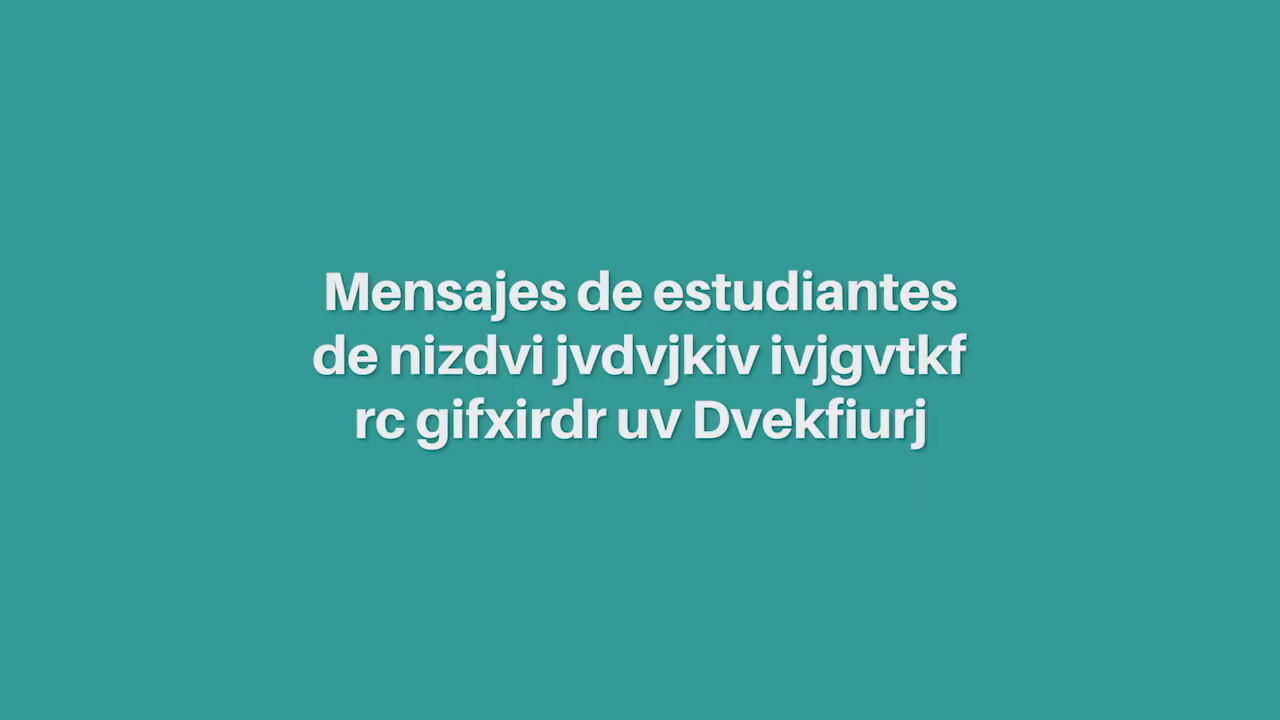 Mensajes de estudiantes
de nizdvi jvdvjkiv ivjgvtkf
rc gifxirdr uv Dvekfiurj